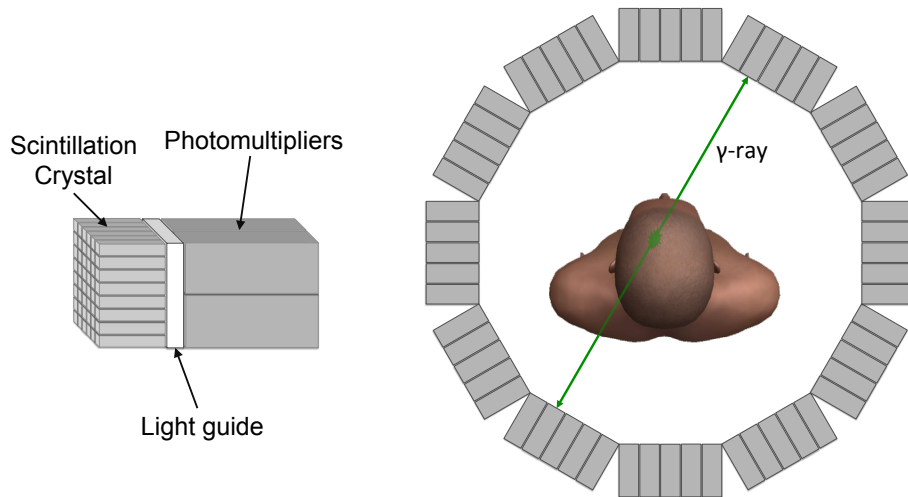 Scintillation
Crystal
Photomultipliers
Light guide
γ-ray